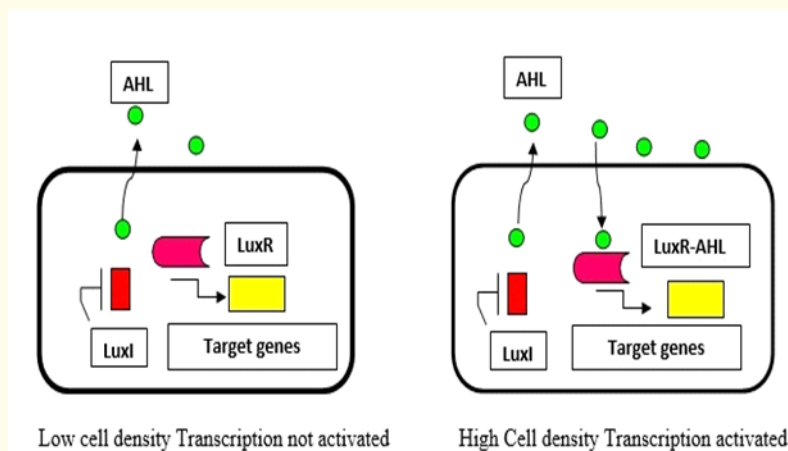 AHL
LuxR
LuxI
Target genes
Low cell density Transcription not activated
AHL
LuxR-AHL
LuxI
Target genes
High Cell density Transcription activated